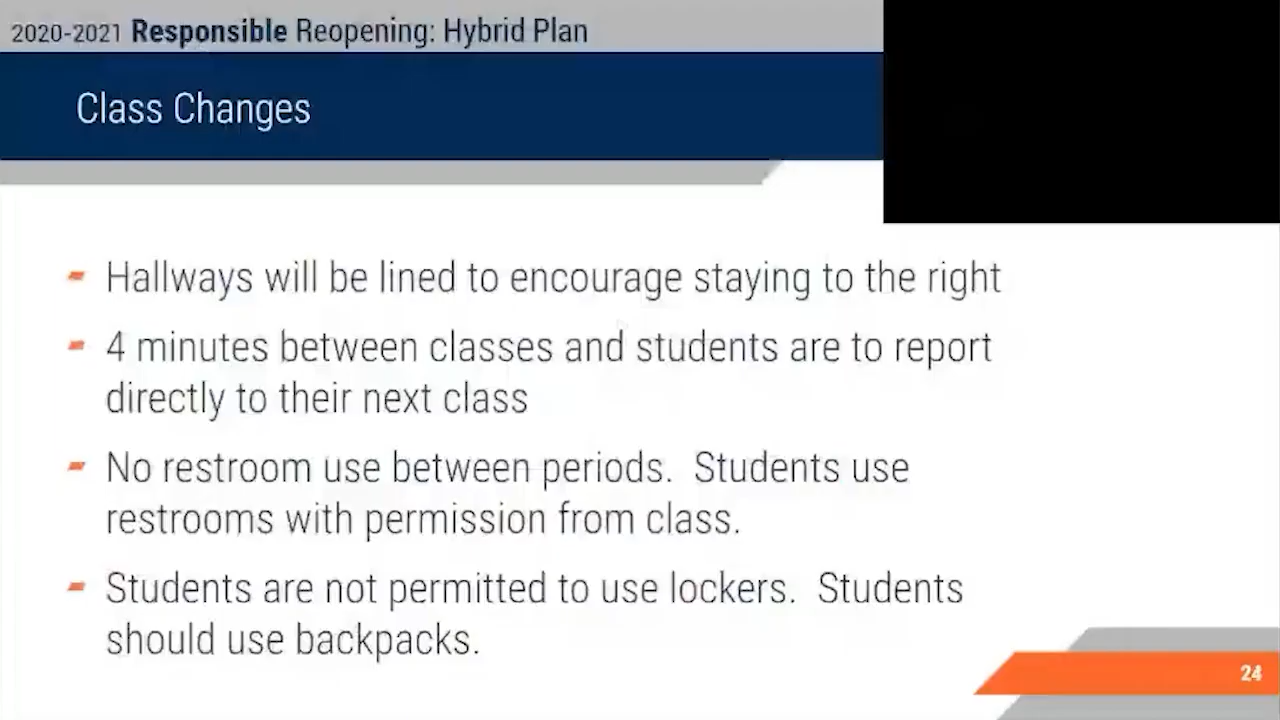 2020-2021 Responsible Reopening: Hybrid Plan
Class Changes
Hallways will be lined to encourage staying to the right
4 minutes between classes and students are to report
directly to their next class
No restroom use between periods.  Students use
restrooms with permission from class.
Students are not permitted to use lockers.  Students
should use backpacks.
24